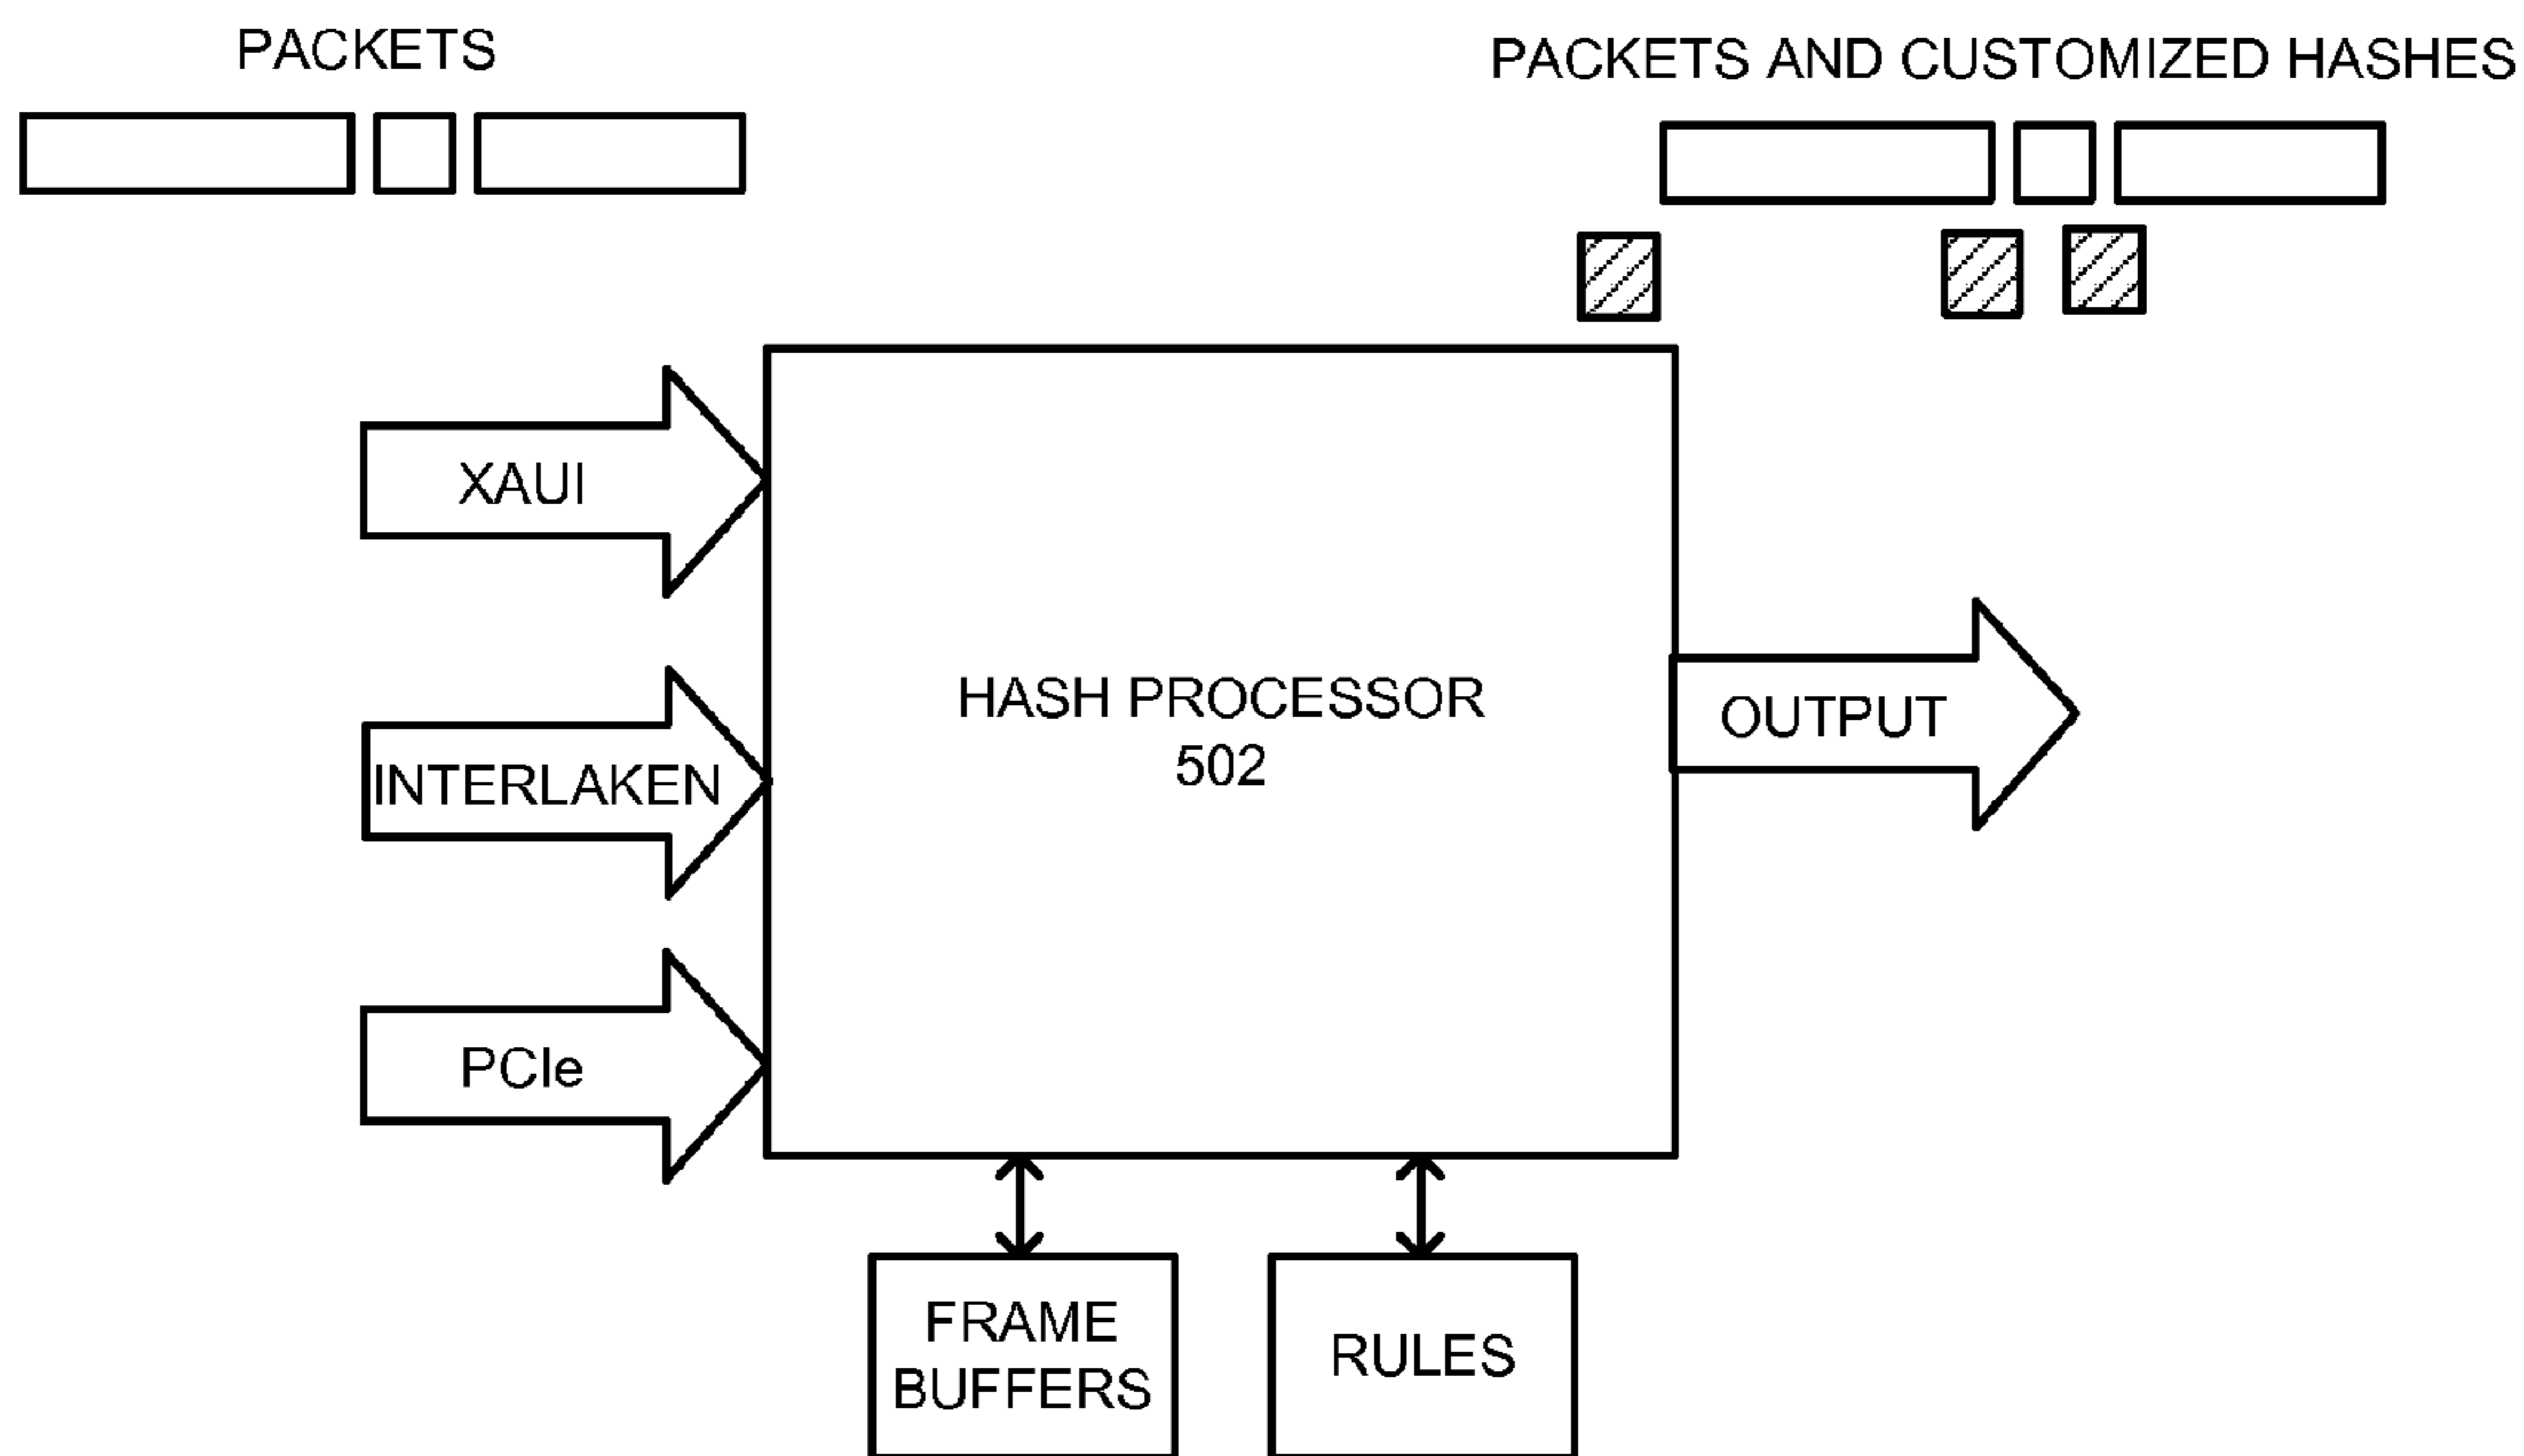 PACKETS
PACKETS AND CUSTOMIZED HASHES
XAUI
INTERLAKEN
PCIe
HASH PROCESSOR
502
OUTPUT
FRAME
BUFFERS
RULES